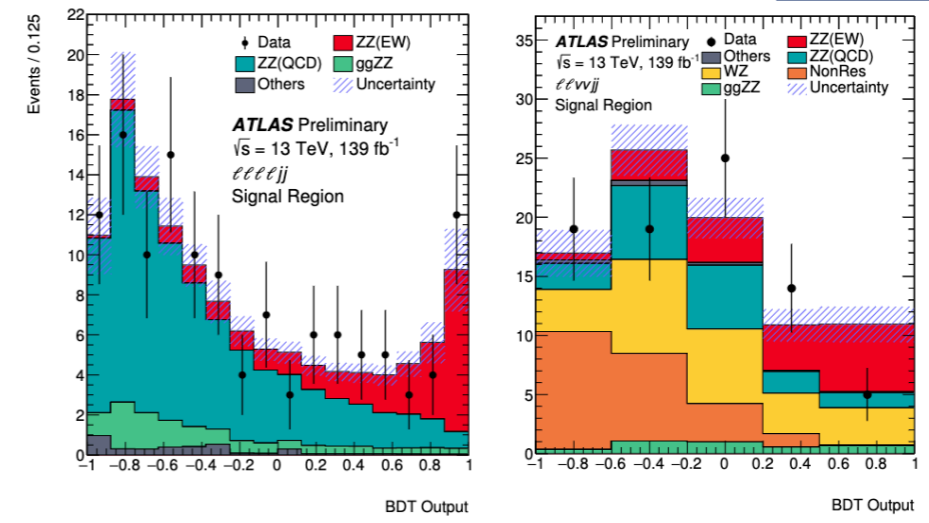 Events / 0.125
22
20
18
16
14
12
10
8
6
4
2
0
Data
ZZ(EW)
ZZ(QCD)
ggZZ
Others
Uncertainty
ATLAS Preliminary
√s = 13 TeV, 139 fb-1
ℓℓℓℓjj
Signal Region
−1 −0.8 −0.6 −0.4 −0.2 0 0.2 0.4 0.6 0.8 1
BDT Output
35
30
25
20
15
10
5
0
ATLAS Preliminary
√s = 13 TeV, 139 fb-1
ℓℓννjj
Signal Region
Data
ZZ(EW)
Others
ZZ(QCD)
WZ
NonRes
ggZZ
Uncertainty
−1 −0.8 −0.6 −0.4 −0.2 0 0.2 0.4 0.6 0.8 1
BDT Output